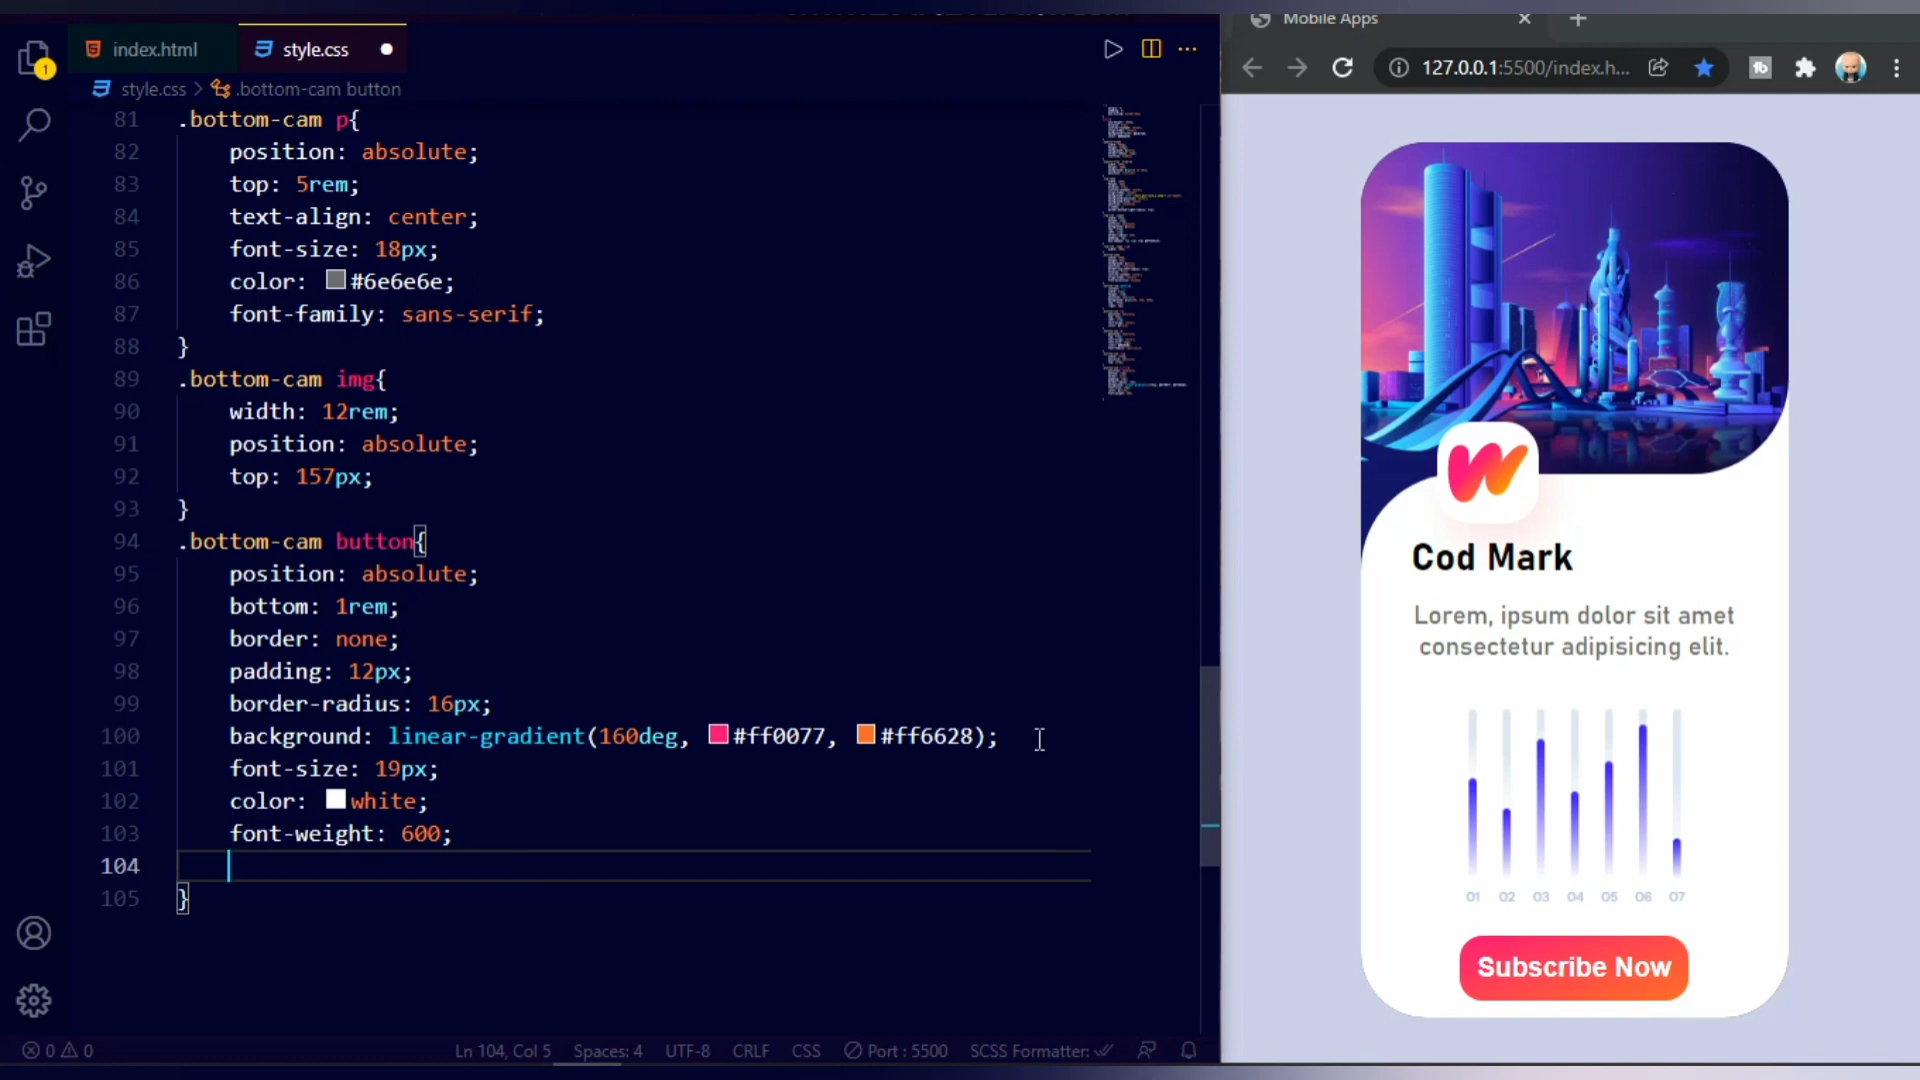 index.html
style.css
style.css > .bottom-cam button
1
81 .bottom-cam p{
82 position: absolute;
83 top: 5rem;
84 text-align: center;
85 font-size: 18px;
86 color: #6e6e6e;
87 font-family: sans-serif;
88 }
89 .bottom-cam img{
90 width: 12rem;
91 position: absolute;
92 top: 157px;
93 }
94 .bottom-cam button{
95 position: absolute;
96 bottom: 1rem;
97 border: none;
98 padding: 12px;
99 border-radius: 16px;
100 background: linear-gradient(160deg, #ff0077, #ff6628);
101 font-size: 19px;
102 color: white;
103 font-weight: 600;
104
105 }
0 0
Ln 104, Col 5
Spaces: 4
UTF-8
CRLF
CSS
Port : 5500
SCSS Formatter:
Mobile Apps
127.0.0.1:5500/index.h...
Cod Mark
Lorem, ipsum dolor sit amet
consectetur adipisicing elit.
01 02 03 04 05 06 07
Subscribe Now